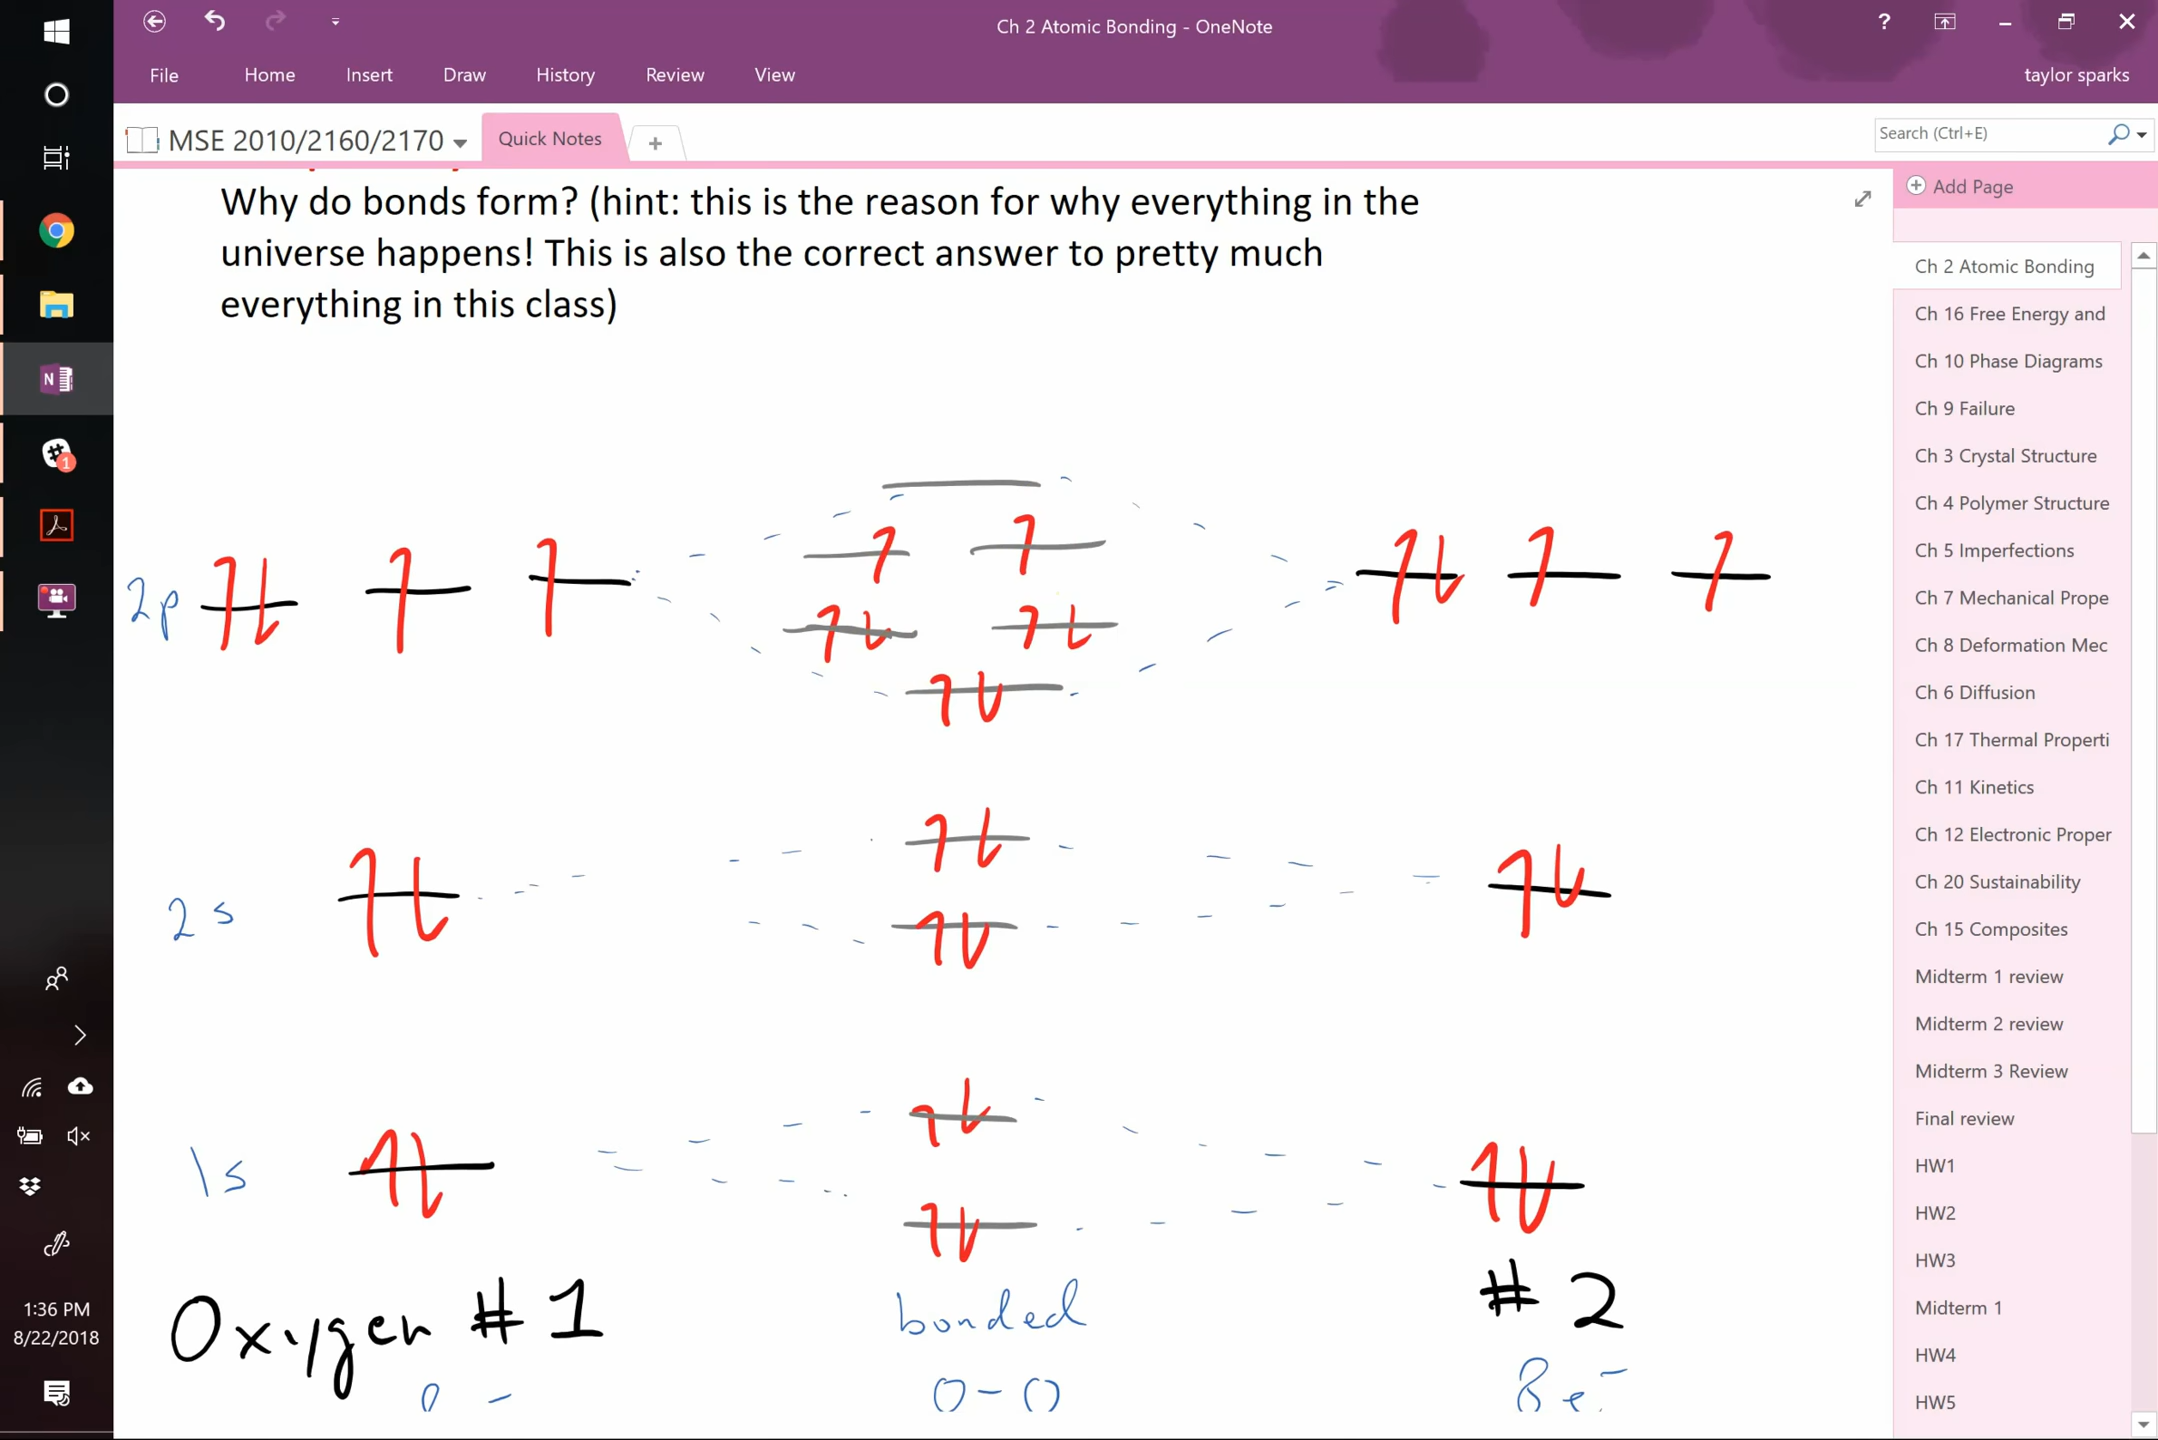 Ch 2 Atomic Bonding - OneNote
?
File Home Insert Draw History Review View
taylor sparks
MSE 2010/2160/2170
Quick Notes
+
Search (Ctrl+E)
Why do bonds form? (hint: this is the reason for why everything in the
universe happens! This is also the correct answer to pretty much
everything in this class)
2p
2s
1s
Oxygen #1
bonded
#2
O-O
8e-
Add Page
Ch 2 Atomic Bonding
Ch 16 Free Energy and
Ch 10 Phase Diagrams
Ch 9 Failure
Ch 3 Crystal Structure
Ch 4 Polymer Structure
Ch 5 Imperfections
Ch 7 Mechanical Prope
Ch 8 Deformation Mec
Ch 6 Diffusion
Ch 17 Thermal Properti
Ch 11 Kinetics
Ch 12 Electronic Proper
Ch 20 Sustainability
Ch 15 Composites
Midterm 1 review
Midterm 2 review
Midterm 3 Review
Final review
HW1
HW2
HW3
Midterm 1
HW4
HW5
N
1
1:36 PM
8/22/2018